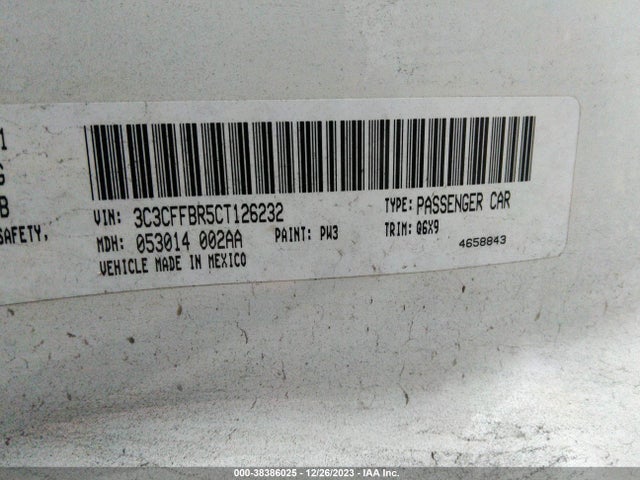 1
G
B
SAFETY,
VIN: 3C3CFFBR5CT126232 TYPE: PASSENGER CAR
MDH: 053014 002AA PAINT: PW3 TRIM: Q6X9
VEHICLE MADE IN MEXICO 4658843
000-38386025 - 12/26/2023 - IAA Inc.